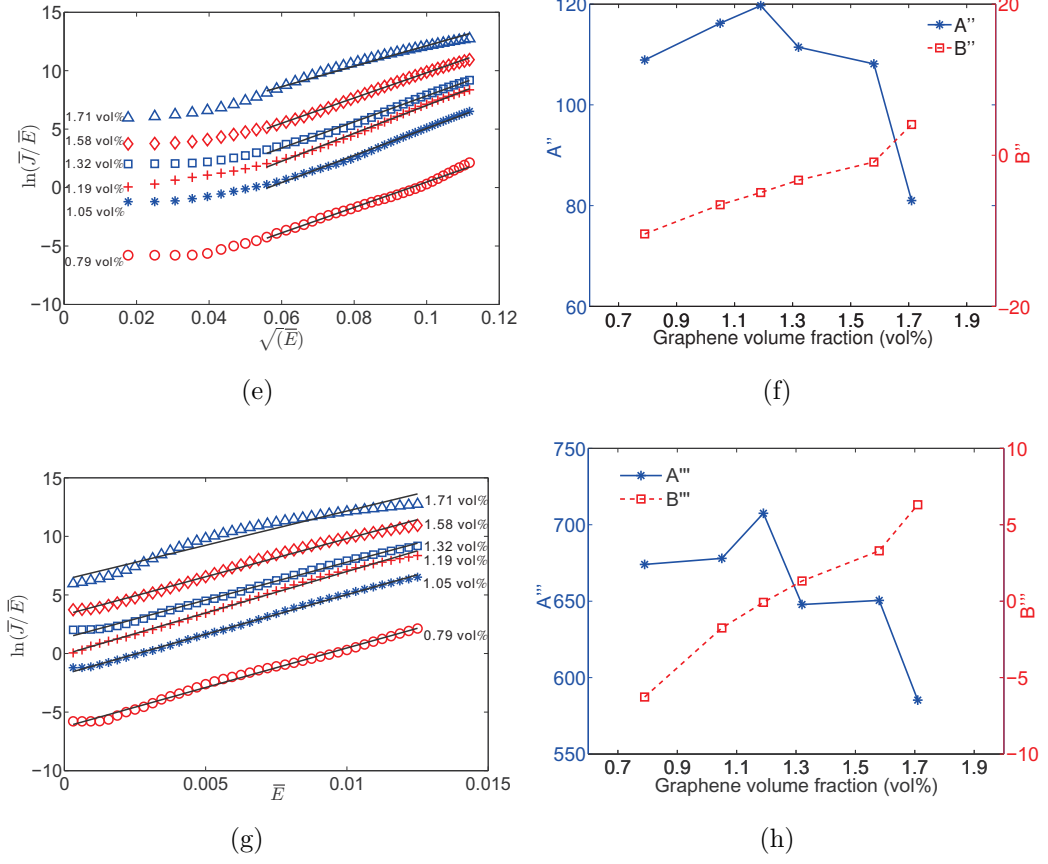 15
10
5
0
−5
−10
ln(J̅/E̅)
1.71 vol%
1.58 vol%
1.32 vol%
1.19 vol%
1.05 vol%
0.79 vol%
0 0.02 0.04 0.06 0.08 0.1 0.12
√(E̅)
(e)
120
100
80
60
A''
A''
B''
20
0
-20
B''
0.7 0.9 1.1 1.3 1.5 1.7 1.9
Graphene volume fraction (vol%)
(f)
15
10
5
0
−5
−10
ln(J̅/E̅)
1.71 vol%
1.58 vol%
1.32 vol%
1.19 vol%
1.05 vol%
0.79 vol%
0 0.005 0.01 0.015
E̅
(g)
750
700
650
600
550
A'''
A'''
B'''
10
5
0
−5
−10
B'''
0.7 0.9 1.1 1.3 1.5 1.7 1.9
Graphene volume fraction (vol%)
(h)